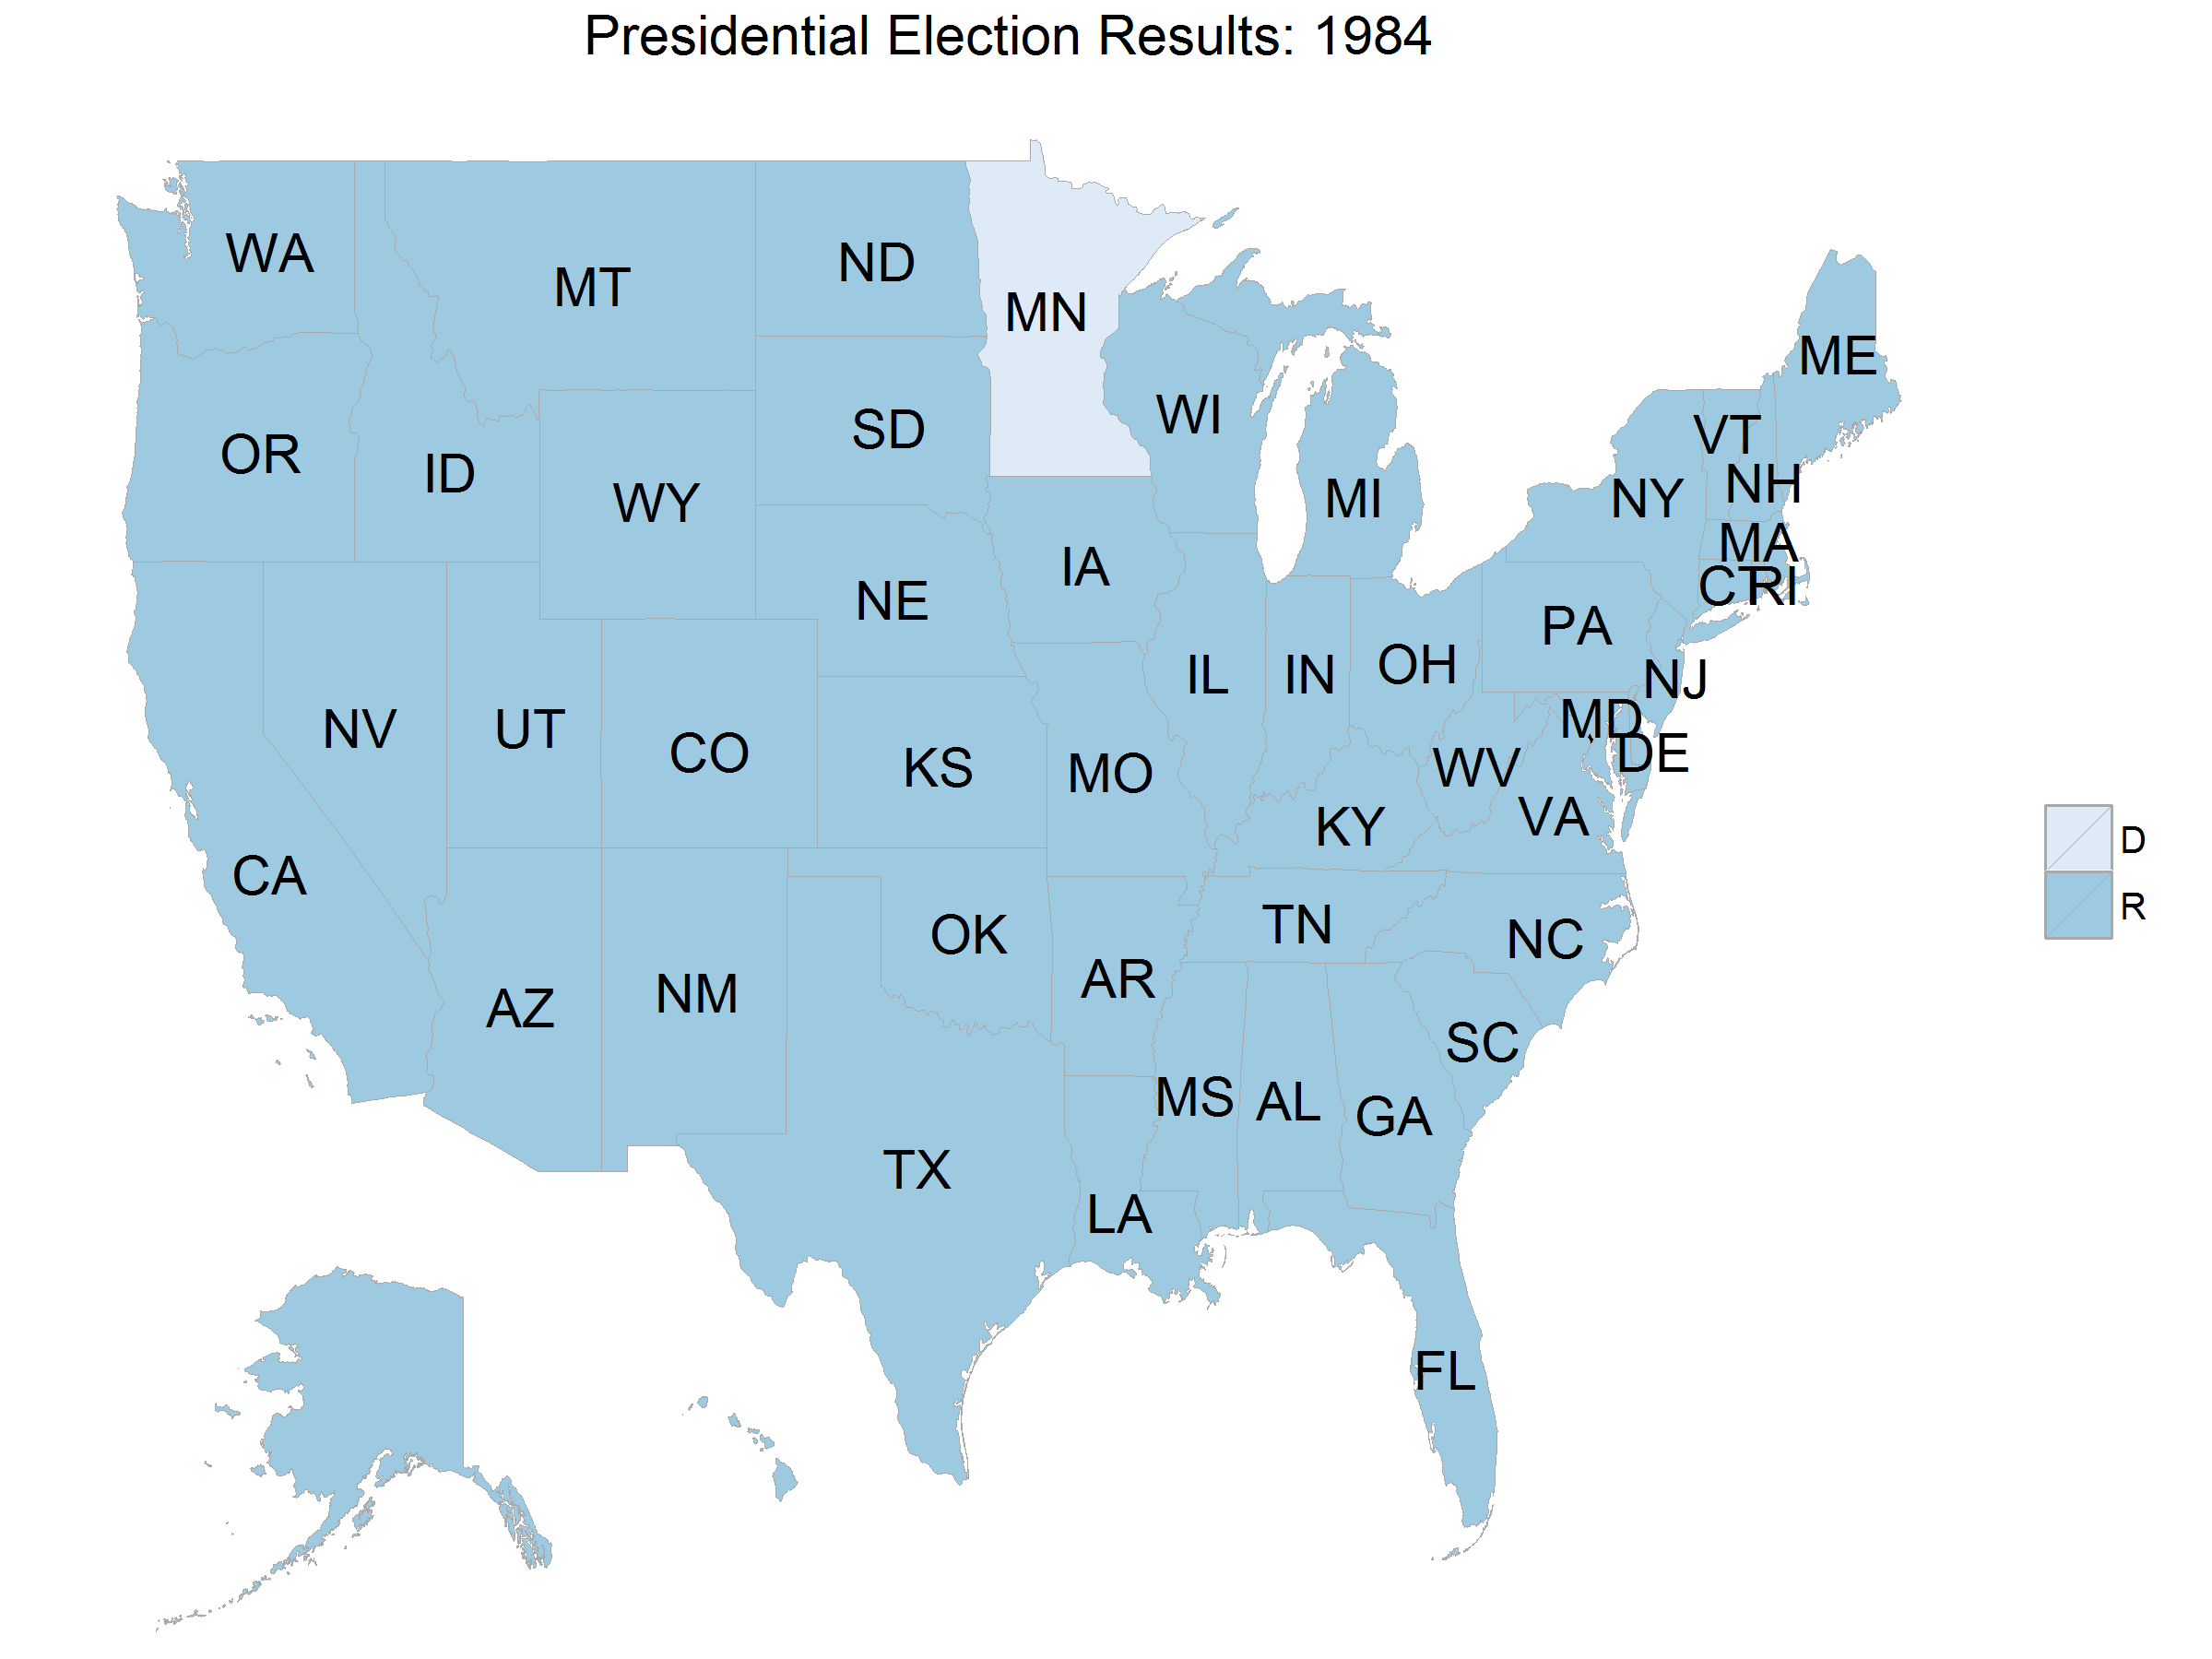 Presidential Election Results: 1984
WA
MT
ND
MN
ME
OR
ID
WY
SD
WI
MI
NY
VT
NH
MA
CT
RI
NE
IA
PA
NJ
NV
UT
CO
KS
MO
IL
IN
OH
MD
DE
WV
VA
KY
D
R
CA
AZ
NM
OK
AR
TN
NC
SC
MS
AL
GA
TX
LA
FL